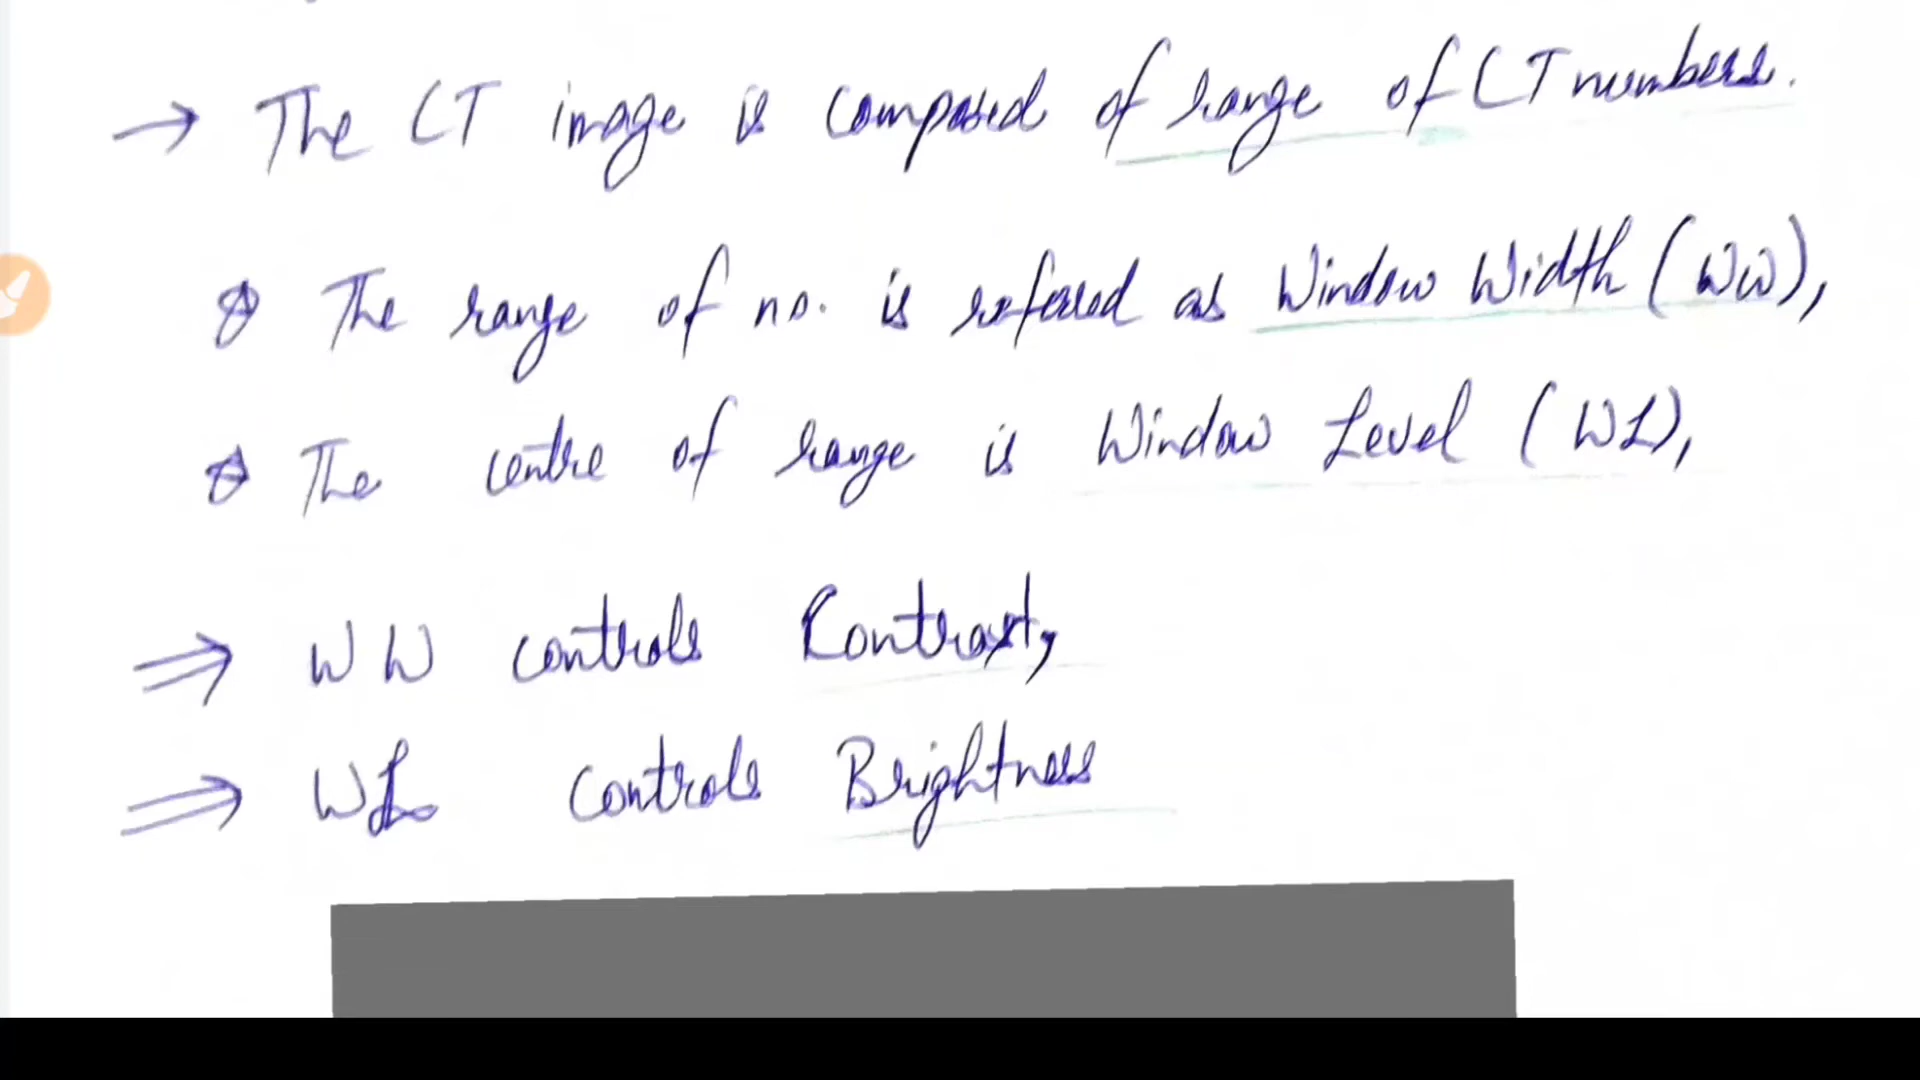 → The CT image is composed of range of CT numbers.
☆ The range of no. is refered as Window Width (WW),
☆ The centre of range is Window Level (WL),
⇒ WW controls Contrast,
⇒ WL controls Brightness